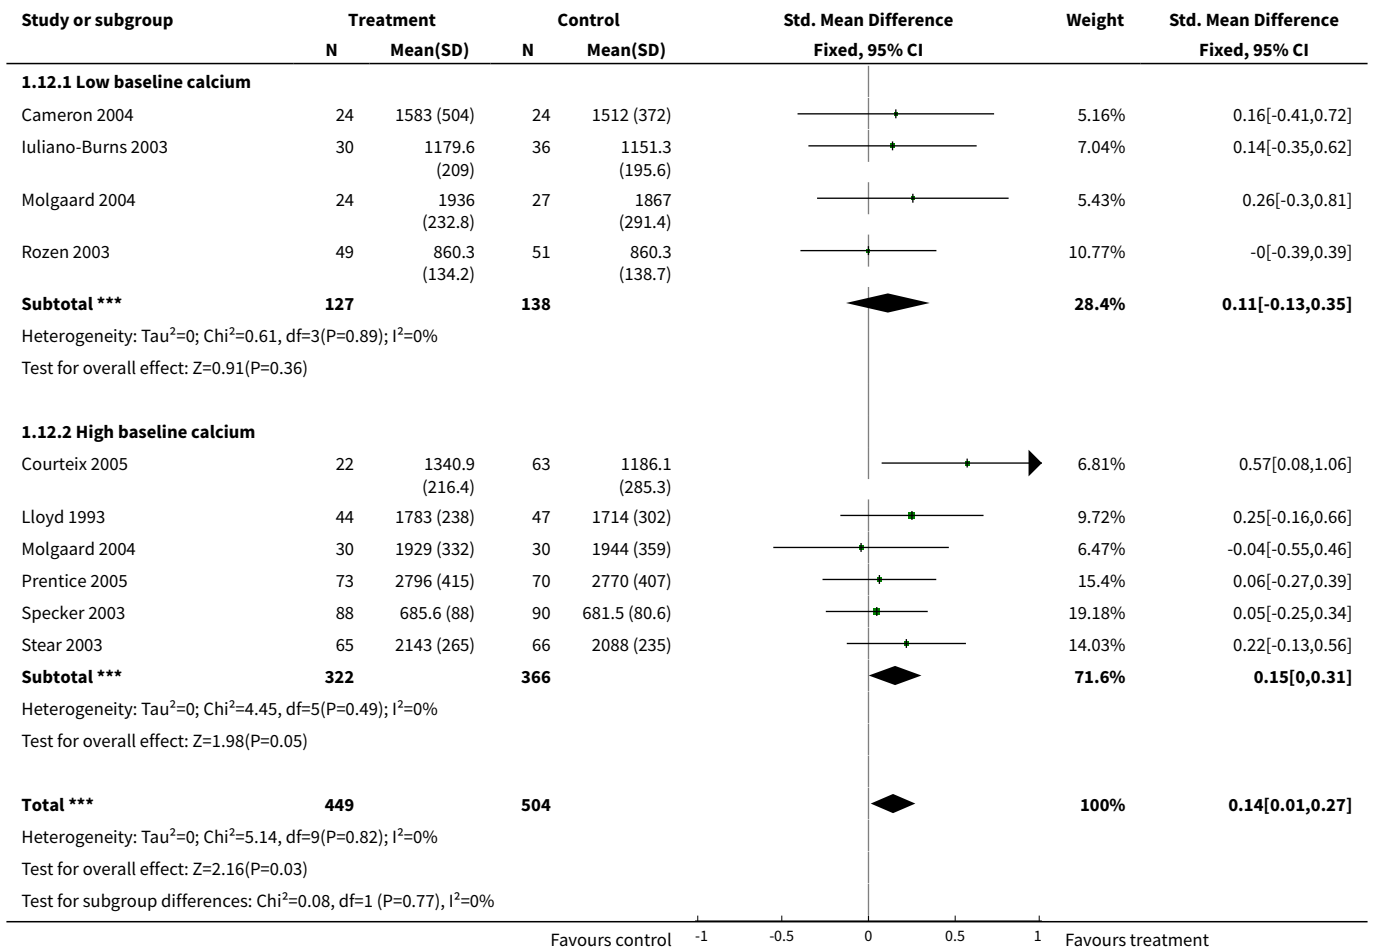 Study or subgroup Treatment Control Std. Mean Difference Weight Std. Mean Difference
N Mean(SD) N Mean(SD) Fixed, 95% CI Fixed, 95% CI
1.12.1 Low baseline calcium
Cameron 2004 24 1583 (504) 24 1512 (372) 5.16% 0.16[-0.41,0.72]
Iuliano-Burns 2003 30 1179.6 36 1151.3 7.04% 0.14[-0.35,0.62]
(209) (195.6)
Molgaard 2004 24 1936 27 1867 5.43% 0.26[-0.3,0.81]
(232.8) (291.4)
Rozen 2003 49 860.3 51 860.3 10.77% -0[-0.39,0.39]
(134.2) (138.7)
Subtotal *** 127 138 28.4% 0.11[-0.13,0.35]
Heterogeneity: Tau²=0; Chi²=0.61, df=3(P=0.89); I²=0%
Test for overall effect: Z=0.91(P=0.36)
1.12.2 High baseline calcium
Courteix 2005 22 1340.9 63 1186.1 6.81% 0.57[0.08,1.06]
(216.4) (285.3)
Lloyd 1993 44 1783 (238) 47 1714 (302) 9.72% 0.25[-0.16,0.66]
Molgaard 2004 30 1929 (332) 30 1944 (359) 6.47% -0.04[-0.55,0.46]
Prentice 2005 73 2796 (415) 70 2770 (407) 15.4% 0.06[-0.27,0.39]
Specker 2003 88 685.6 (88) 90 681.5 (80.6) 19.18% 0.05[-0.25,0.34]
Stear 2003 65 2143 (265) 66 2088 (235) 14.03% 0.22[-0.13,0.56]
Subtotal *** 322 366 71.6% 0.15[0,0.31]
Heterogeneity: Tau²=0; Chi²=4.45, df=5(P=0.49); I²=0%
Test for overall effect: Z=1.98(P=0.05)
Total *** 449 504 100% 0.14[0.01,0.27]
Heterogeneity: Tau²=0; Chi²=5.14, df=9(P=0.82); I²=0%
Test for overall effect: Z=2.16(P=0.03)
Test for subgroup differences: Chi²=0.08, df=1 (P=0.77), I²=0%
Favours control -1 -0.5 0 0.5 1 Favours treatment